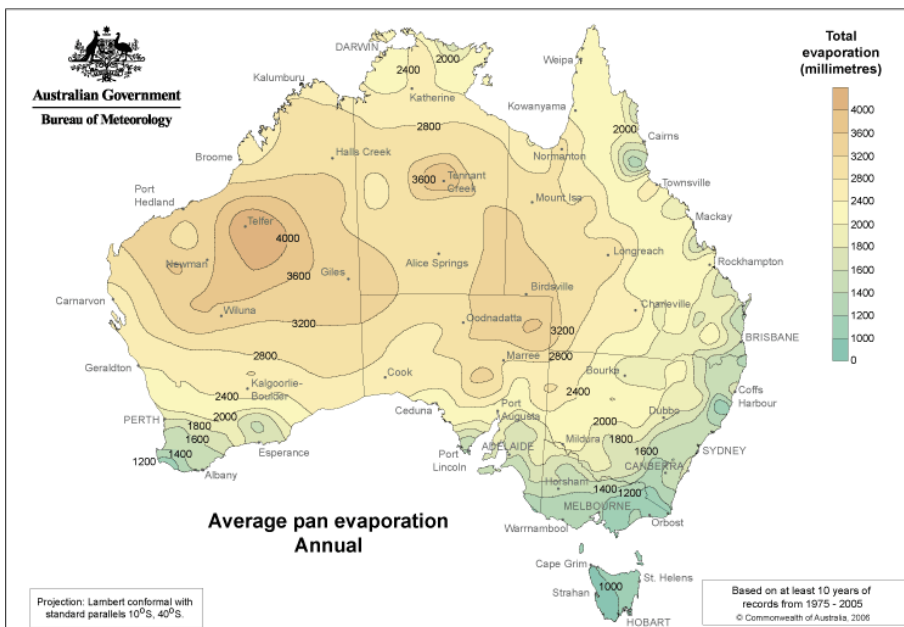 Australian Government
Bureau of Meteorology
Total
evaporation
(millimetres)
4000
3600
3200
2800
2400
2000
1800
1600
1400
1200
1000
0
DARWIN
2000
2400
Weipa
Kalumburu
Katherine
Kowanyama
2800
2000
Cairns
Broome
Halls Creek
Normanton
3600
Tennant
Creek
Townsville
Port
Hedland
Mount Isa
Mackay
Telfer
4000
Newman
Longreach
Rockhampton
3600
Giles
Alice Springs
Carnarvon
Birdsville
Charleville
Wiluna
3200
Oodnadatta
3200
BRISBANE
2800
Marree
2800
Geraldton
Cook
Bourke
2400
Kalgoorlie-
Boulder
2400
Coffs
Harbour
2000
Ceduna
Port
Augusta
Dubbo
PERTH
1800
2000
1600
Mildura
1800
SYDNEY
1400
Esperance
ADELAIDE
1600
1200
Albany
Port
Lincoln
CANBERRA
Horsham
1400
1200
MELBOURNE
Orbost
Warrnambool
Average pan evaporation
Annual
Cape Grim
St. Helens
1000
Strahan
HOBART
Projection: Lambert conformal with
standard parallels 10⁰S, 40⁰S.
Based on at least 10 years of
records from 1975 - 2005
© Commonwealth of Australia, 2006